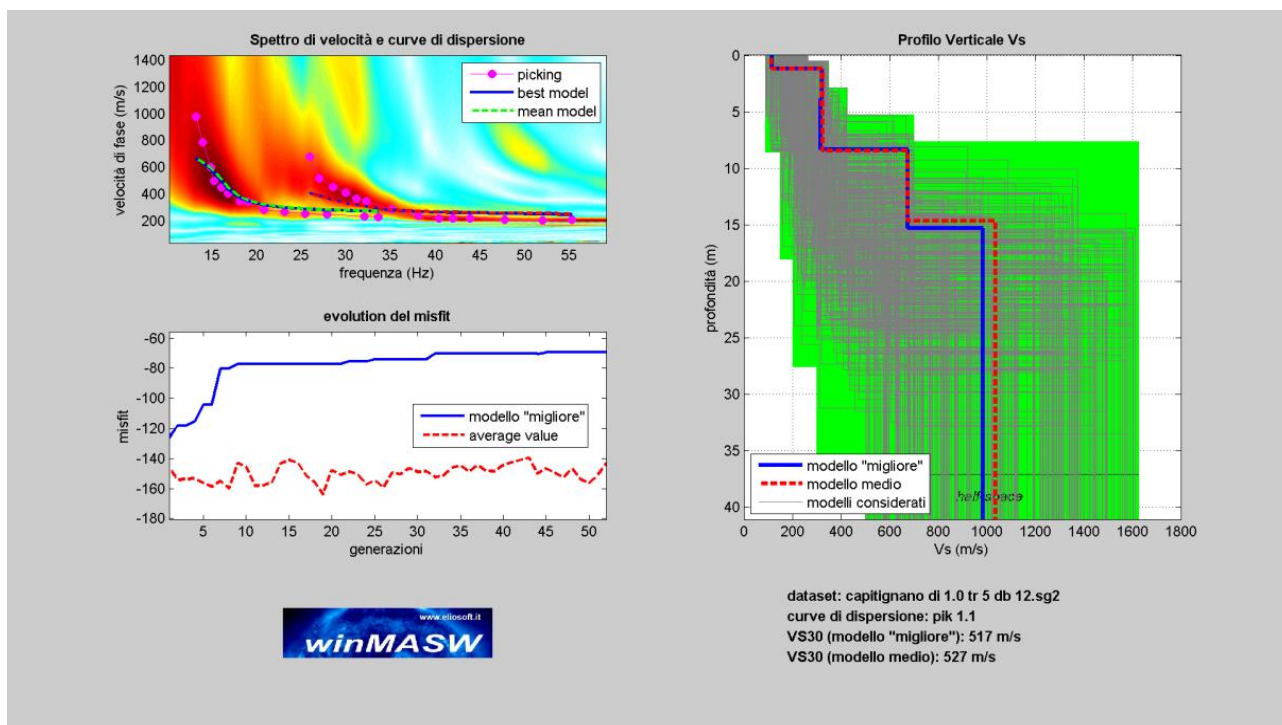 Spettro di velocità e curve di dispersione
1400
1200
1000
800
600
400
200
velocità di fase (m/s)
picking
best model
mean model
15 20 25 30 35 40 45 50 55
frequenza (Hz)
evolution del misfit
-60
-80
-100
-120
-140
-160
-180
misfit
modello "migliore"
average value
5 10 15 20 25 30 35 40 45 50
generazioni
www.eliosoft.it
winMASW
Profilo Verticale Vs
0
5
10
15
20
25
30
35
40
profondità (m)
modello "migliore"
modello medio
modelli considerati
half-space
0 200 400 600 800 1000 1200 1400 1600 1800
Vs (m/s)
dataset: capitignano di 1.0 tr 5 db 12.sg2
curve di dispersione: pik 1.1
VS30 (modello "migliore"): 517 m/s
VS30 (modello medio): 527 m/s